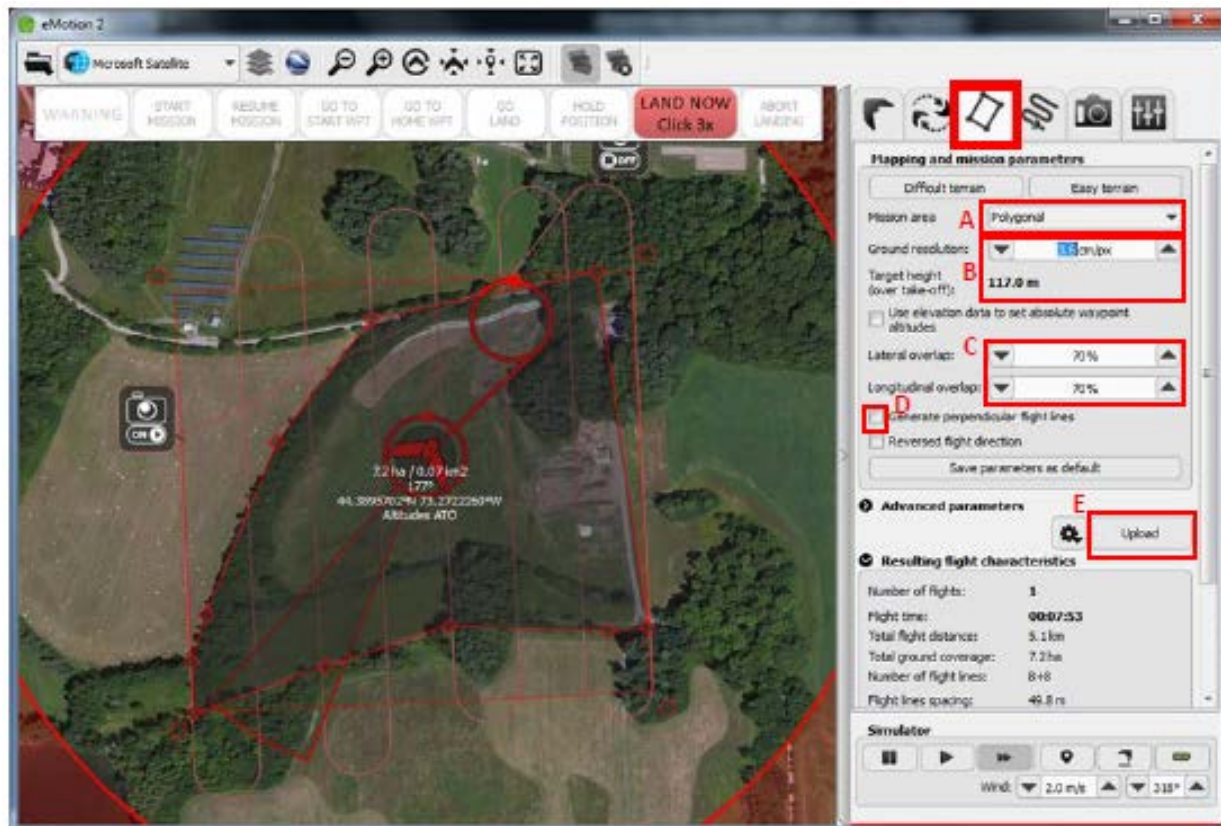 eMotion 2
Microsoft Satellite
WARNING
START MISSION
RESUME MISSION
GO TO START WPT
GO TO HOME WPT
GO LAND
HOLD POSITION
LAND NOW
Click 3x
ABORT LANDING
OFF
ON
7.2 ha / 0.07 km2
177°
Altitudes ATO
Mapping and mission parameters
Difficult terrain
Easy terrain
Mission area
A
Polygonal
Ground resolution:
cm/px
B
Target height
(over take-off):
117.0 m
Use elevation data to set absolute waypoint
altitudes
Lateral overlap:
C
70%
Longitudinal overlap:
70%
D
Generate perpendicular flight lines
Reversed flight direction
Save parameters as default
Advanced parameters
E
Upload
Resulting flight characteristics
Number of flights: 1
Flight time: 00:07:53
Total flight distance: 5.1 km
Total ground coverage: 7.2 ha
Number of flight lines: 8+8
Flight lines spacing: 49.8 m
Simulator
Wind: 2.0 m/s 318°